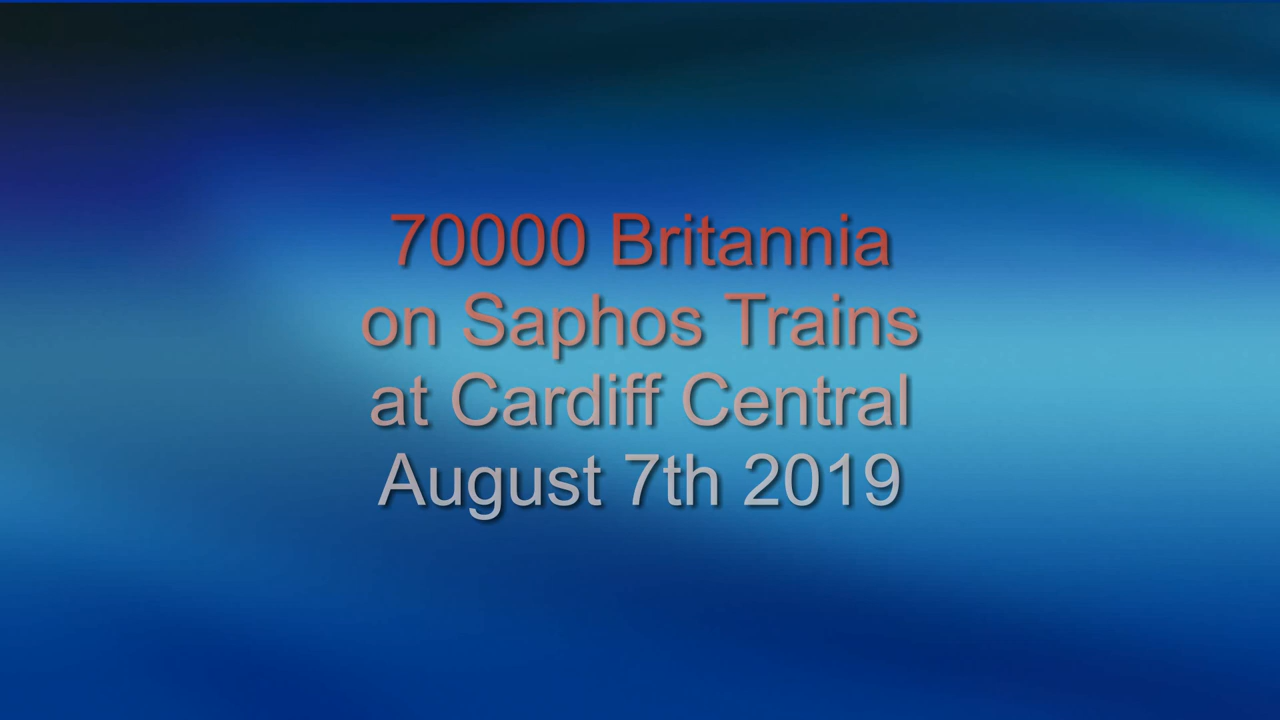 70000 Britannia
on Saphos Trains
at Cardiff Central
August 7th 2019